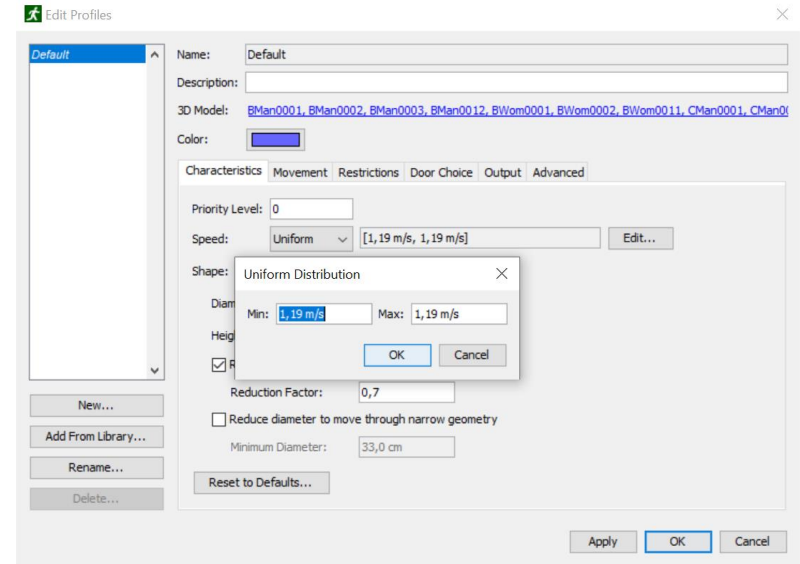 Edit Profiles
Default
Name: Default
Description:
3D Model: BMan0001, BMan0002, BMan0003, BMan0012, BWom0001, BWom0002, BWom0011, CMan0001, CMan00
Color:
Characteristics Movement Restrictions Door Choice Output Advanced
Priority Level: 0
Speed: Uniform [1,19 m/s, 1,19 m/s] Edit...
Shape:
Uniform Distribution
Diam
Min: 1,19 m/s Max: 1,19 m/s
Heig
OK Cancel
R
Reduction Factor: 0,7
Reduce diameter to move through narrow geometry
Minimum Diameter: 33,0 cm
Reset to Defaults...
New...
Add From Library...
Rename...
Delete...
Apply OK Cancel